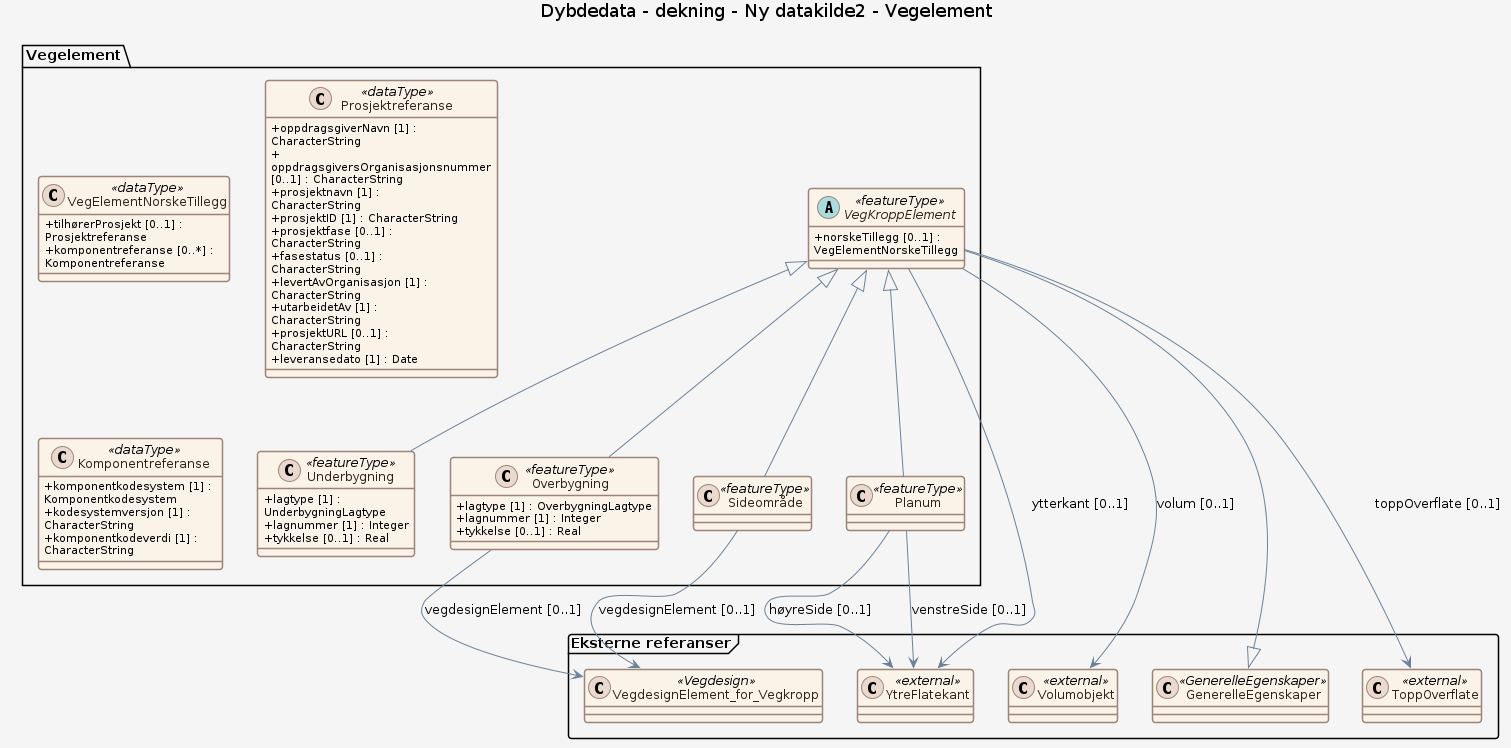 Dybdedata - dekning - Ny datakilde2 - Vegelement
Vegelement
«dataType»
Prosjektreferanse
+oppdragsgiverNavn [1] :
CharacterString
+
oppdragsgiversOrganisasjonsnummer
[0..1] : CharacterString
+prosjektnavn [1] :
CharacterString
+prosjektID [1] : CharacterString
+prosjektfase [0..1] :
CharacterString
+fasestatus [0..1] :
CharacterString
+levertAvOrganisasjon [1] :
CharacterString
+utarbeidetAv [1] :
CharacterString
+prosjektURL [0..1] :
CharacterString
+leveransedato [1] : Date
«dataType»
VegElementNorskeTillegg
+tilhørerProsjekt [0..1] :
Prosjektreferanse
+komponentreferanse [0..*] :
Komponentreferanse
«featureType»
VegKroppElement
+norskeTillegg [0..1] :
VegElementNorskeTillegg
«dataType»
Komponentreferanse
+komponentkodesystem [1] :
Komponentkodesystem
+kodesystemversjon [1] :
CharacterString
+komponentkodeverdi [1] :
CharacterString
«featureType»
Underbygning
+lagtype [1] :
UnderbygningLagtype
+lagnummer [1] : Integer
+tykkelse [0..1] : Real
«featureType»
Overbygning
+lagtype [1] : OverbygningLagtype
+lagnummer [1] : Integer
+tykkelse [0..1] : Real
«featureType»
Sideområde
«featureType»
Planum
ytterkant [0..1]
volum [0..1]
toppOverflate [0..1]
vegdesignElement [0..1]
vegdesignElement [0..1]
høyreSide [0..1]
venstreSide [0..1]
Eksterne referanser
«Vegdesign»
VegdesignElement_for_Vegkropp
«external»
YtreFlatekant
«external»
Volumobjekt
«GenerelleEgenskaper»
GenerelleEgenskaper
«external»
ToppOverflate
C
C
A
C
C
C
C
C
C
C
C
C
C